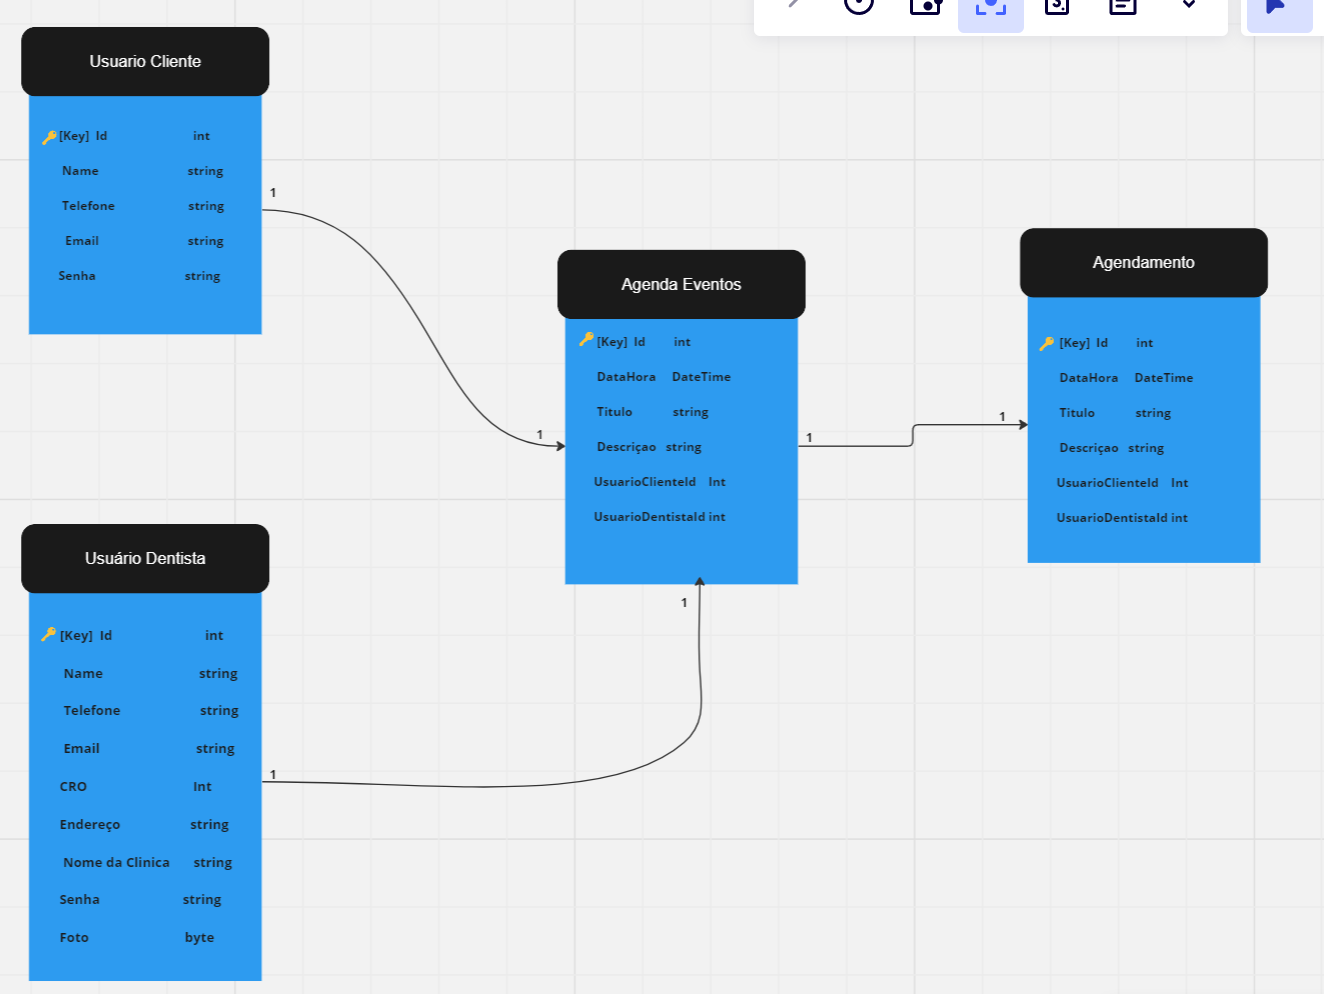 Usuario Cliente
[Key] Id int
Name string
Telefone string
Email string
Senha string
1
1
Agenda Eventos
[Key] Id int
DataHora DateTime
Titulo string
Descriçao string
UsuarioClienteId Int
UsuarioDentistaId int
1
1
Agendamento
[Key] Id int
DataHora DateTime
Titulo string
Descriçao string
UsuarioClienteId Int
UsuarioDentistaId int
1
1
Usuário Dentista
[Key] Id int
Name string
Telefone string
Email string
CRO Int
Endereço string
Nome da Clinica string
Senha string
Foto byte